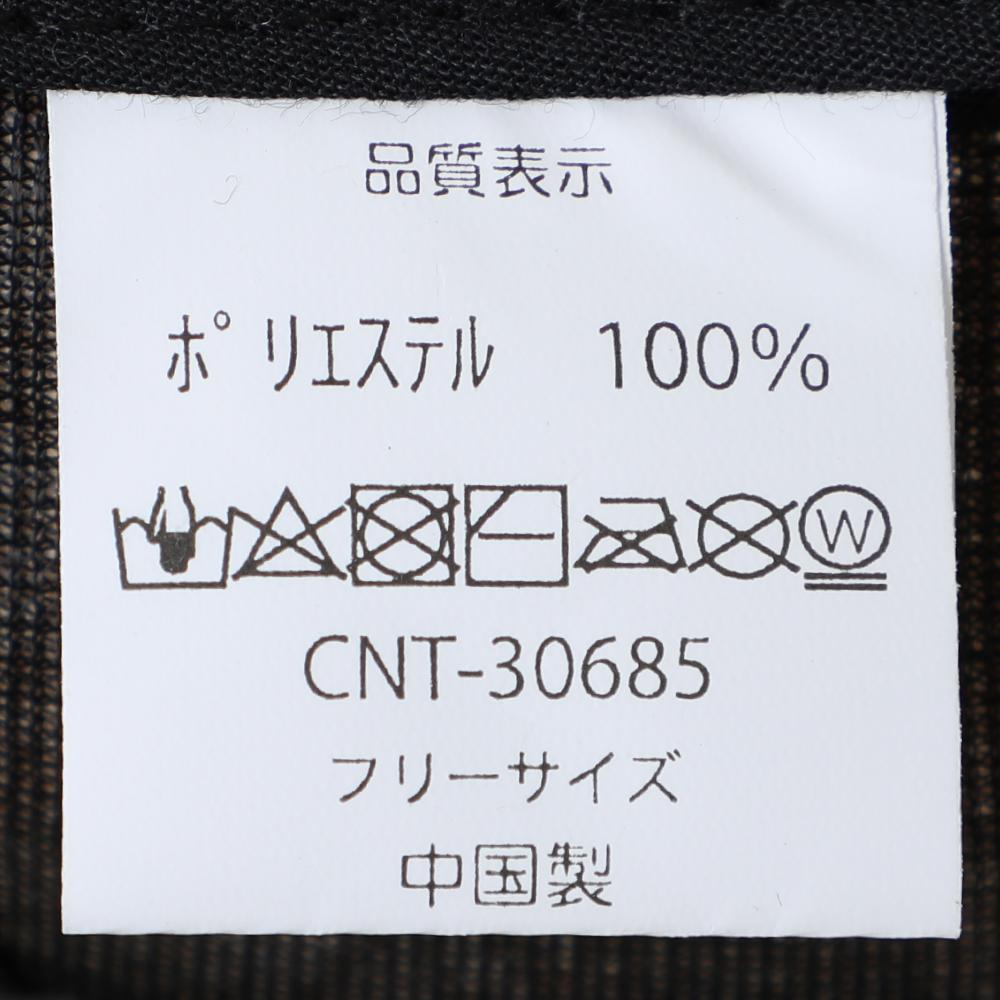 品質表示
ポリエステル 100%
W
CNT-30685
フリーサイズ
中国製